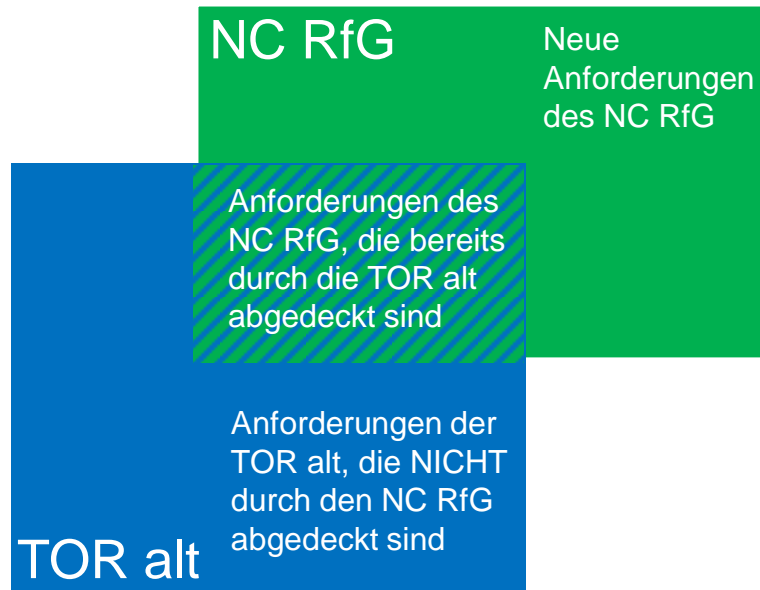 NC RfG
Neue
Anforderungen
des NC RfG
Anforderungen des
NC RfG, die bereits
durch die TOR alt
abgedeckt sind
Anforderungen der
TOR alt, die NICHT
durch den NC RfG
abgedeckt sind
TOR alt